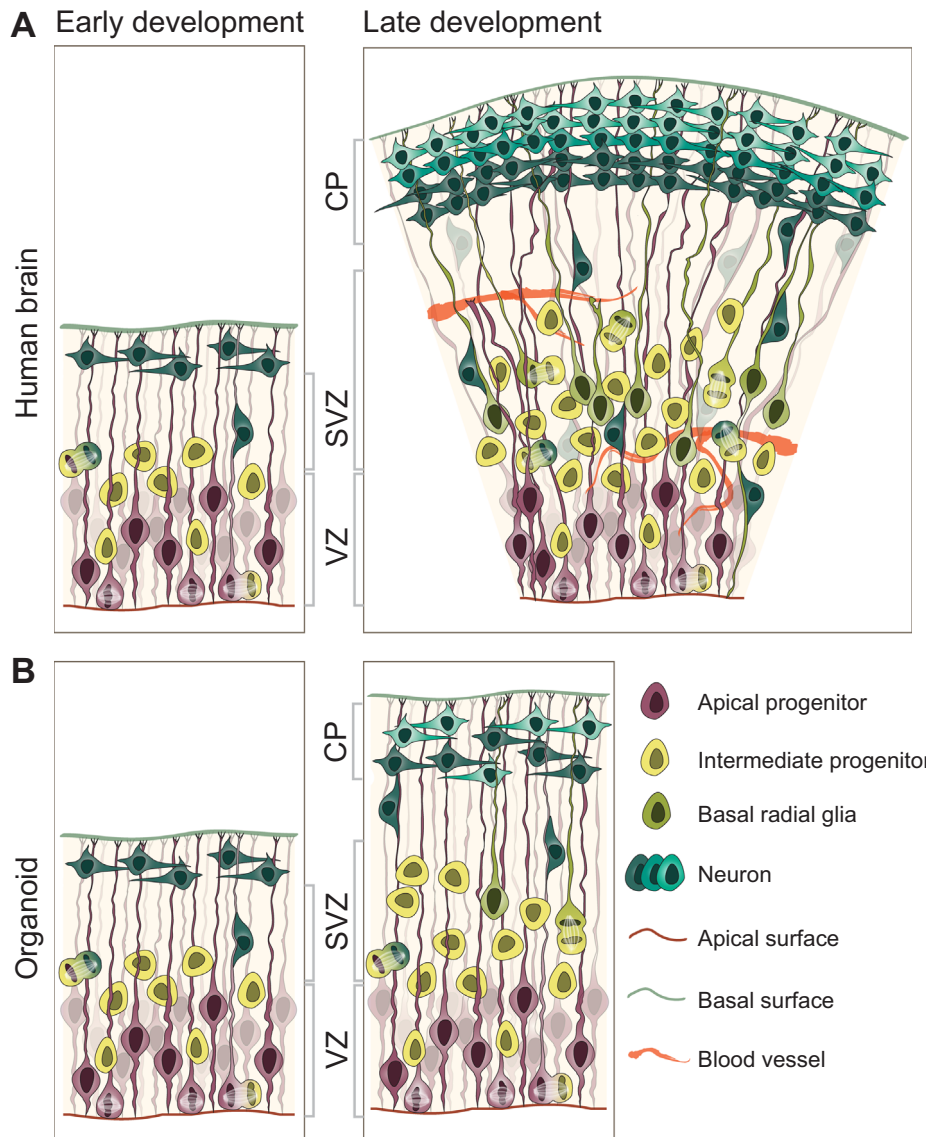 A
Early development
Late development
Human brain
CP
SVZ
VZ
B
Organoid
CP
SVZ
VZ
Apical progenitor
Intermediate progenitor
Basal radial glia
Neuron
Apical surface
Basal surface
Blood vessel